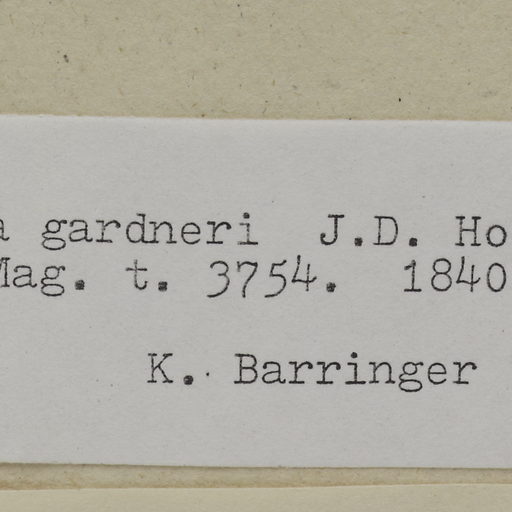 a gardneri J.D. Ho
Mag. t. 3754. 1840
K. Barringer